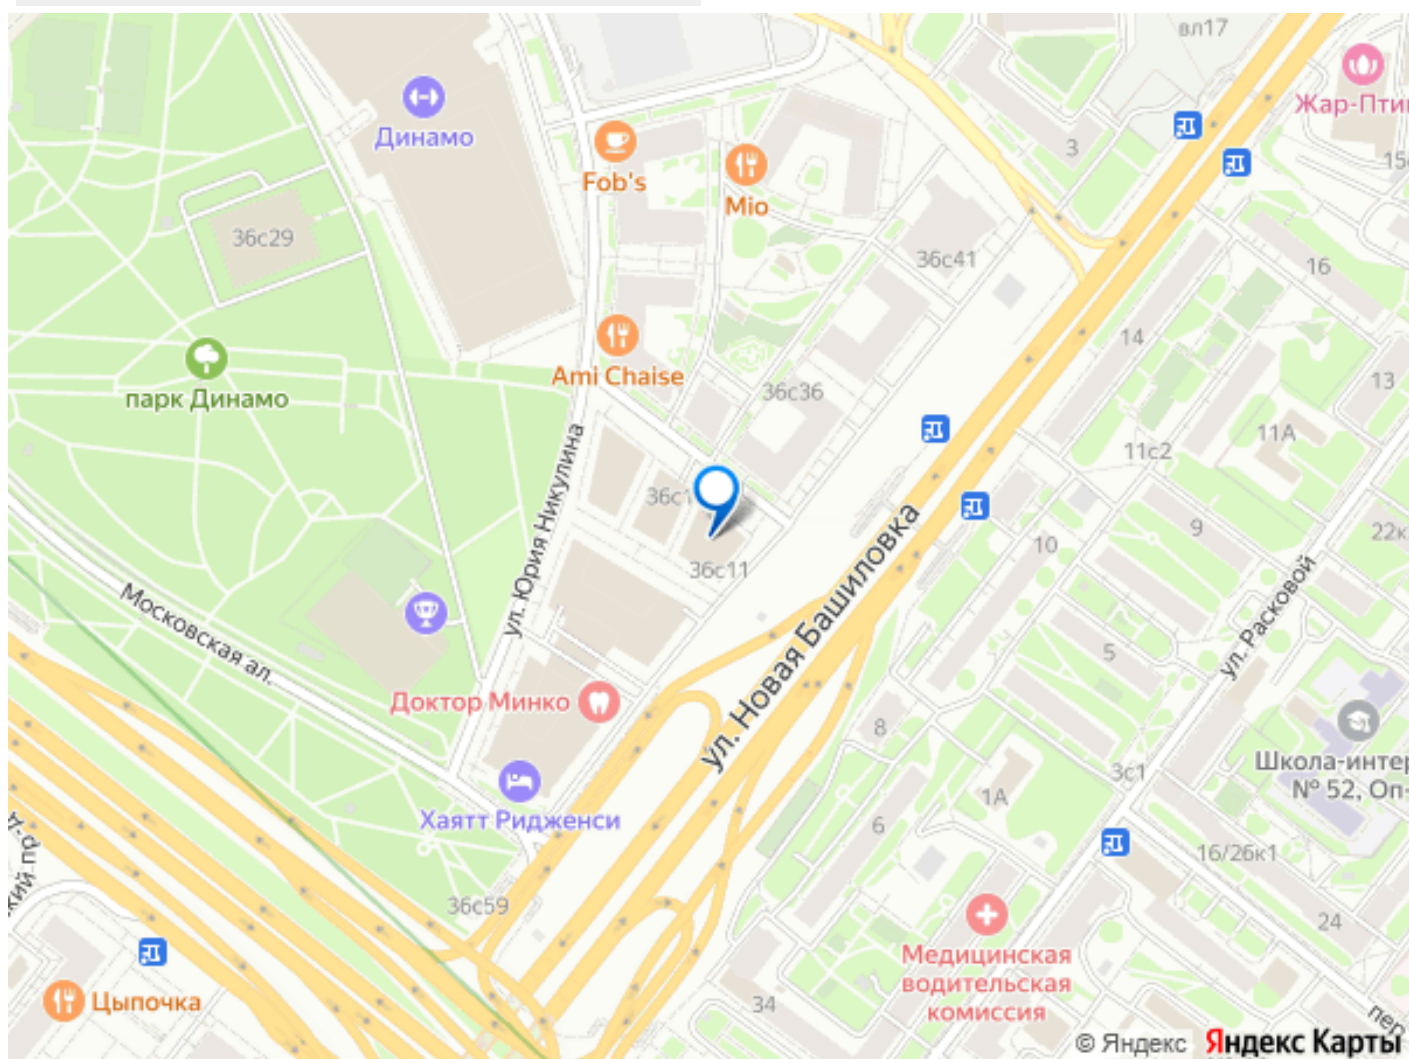 вл17
Жар-Пти
Динамо
3
15
Fob's
Mio
36с29
36с41
16
14
парк Динамо
Ami Chaise
36с36
13
11А
11с2
ул. Юрия Никулина
36с1
9
22к
ул. Новая Башиловка
10
36с11
Московская ал.
ул. Расковой
5
Доктор Минко
8
3с1
Школа-интер
№ 52, Оп-
1А
Хаятт Ридженси
6
16/26к1
36с59
24
Медицинская
водительская
комиссия
Цыпочка
34
пер.
© Яндекс Яндекс Карты